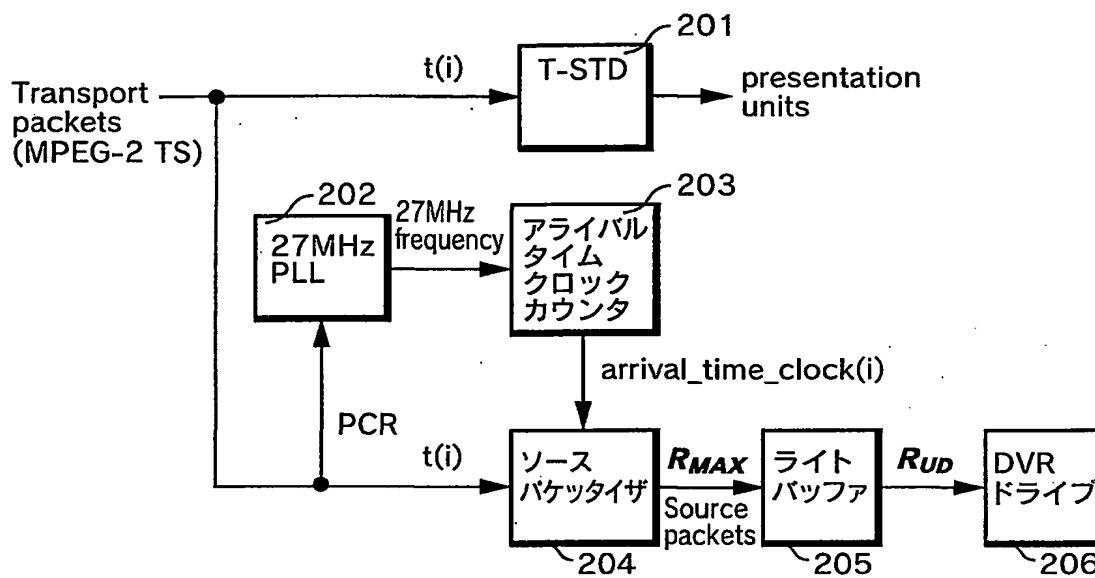 201
t(i)
T-STD
presentation
units
Transport
packets
(MPEG-2 TS)
202
27MHz
PLL
27MHz
frequency
203
アライバル
タイム
クロック
カウンタ
arrival_time_clock(i)
PCR
t(i)
ソース
パケッタイザ
204
RMAX
Source
packets
ライト
バッファ
205
RUD
DVR
ドライブ
206